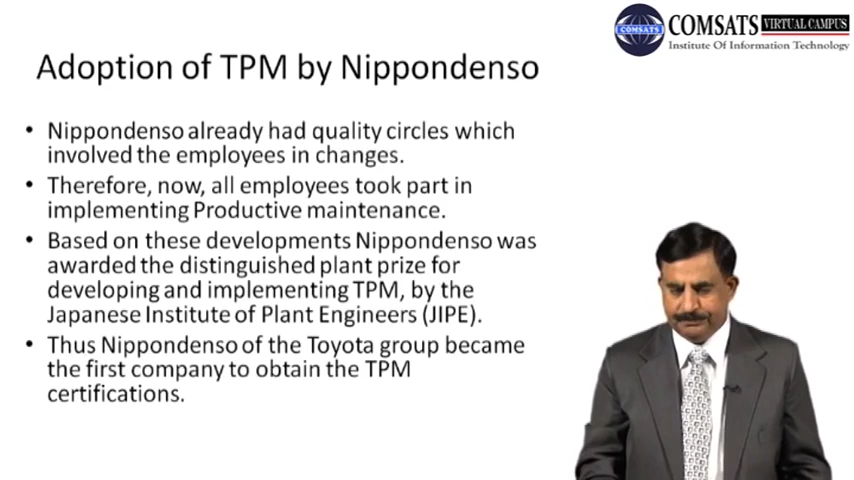 COMSATS VIRTUAL CAMPUS
COMSATS
Institute Of Information Technology
Adoption of TPM by Nippondenso
• Nippondenso already had quality circles which
involved the employees in changes.
• Therefore, now, all employees took part in
implementing Productive maintenance.
• Based on these developments Nippondenso was
awarded the distinguished plant prize for
developing and implementing TPM, by the
Japanese Institute of Plant Engineers (JIPE).
• Thus Nippondenso of the Toyota group became
the first company to obtain the TPM
certifications.